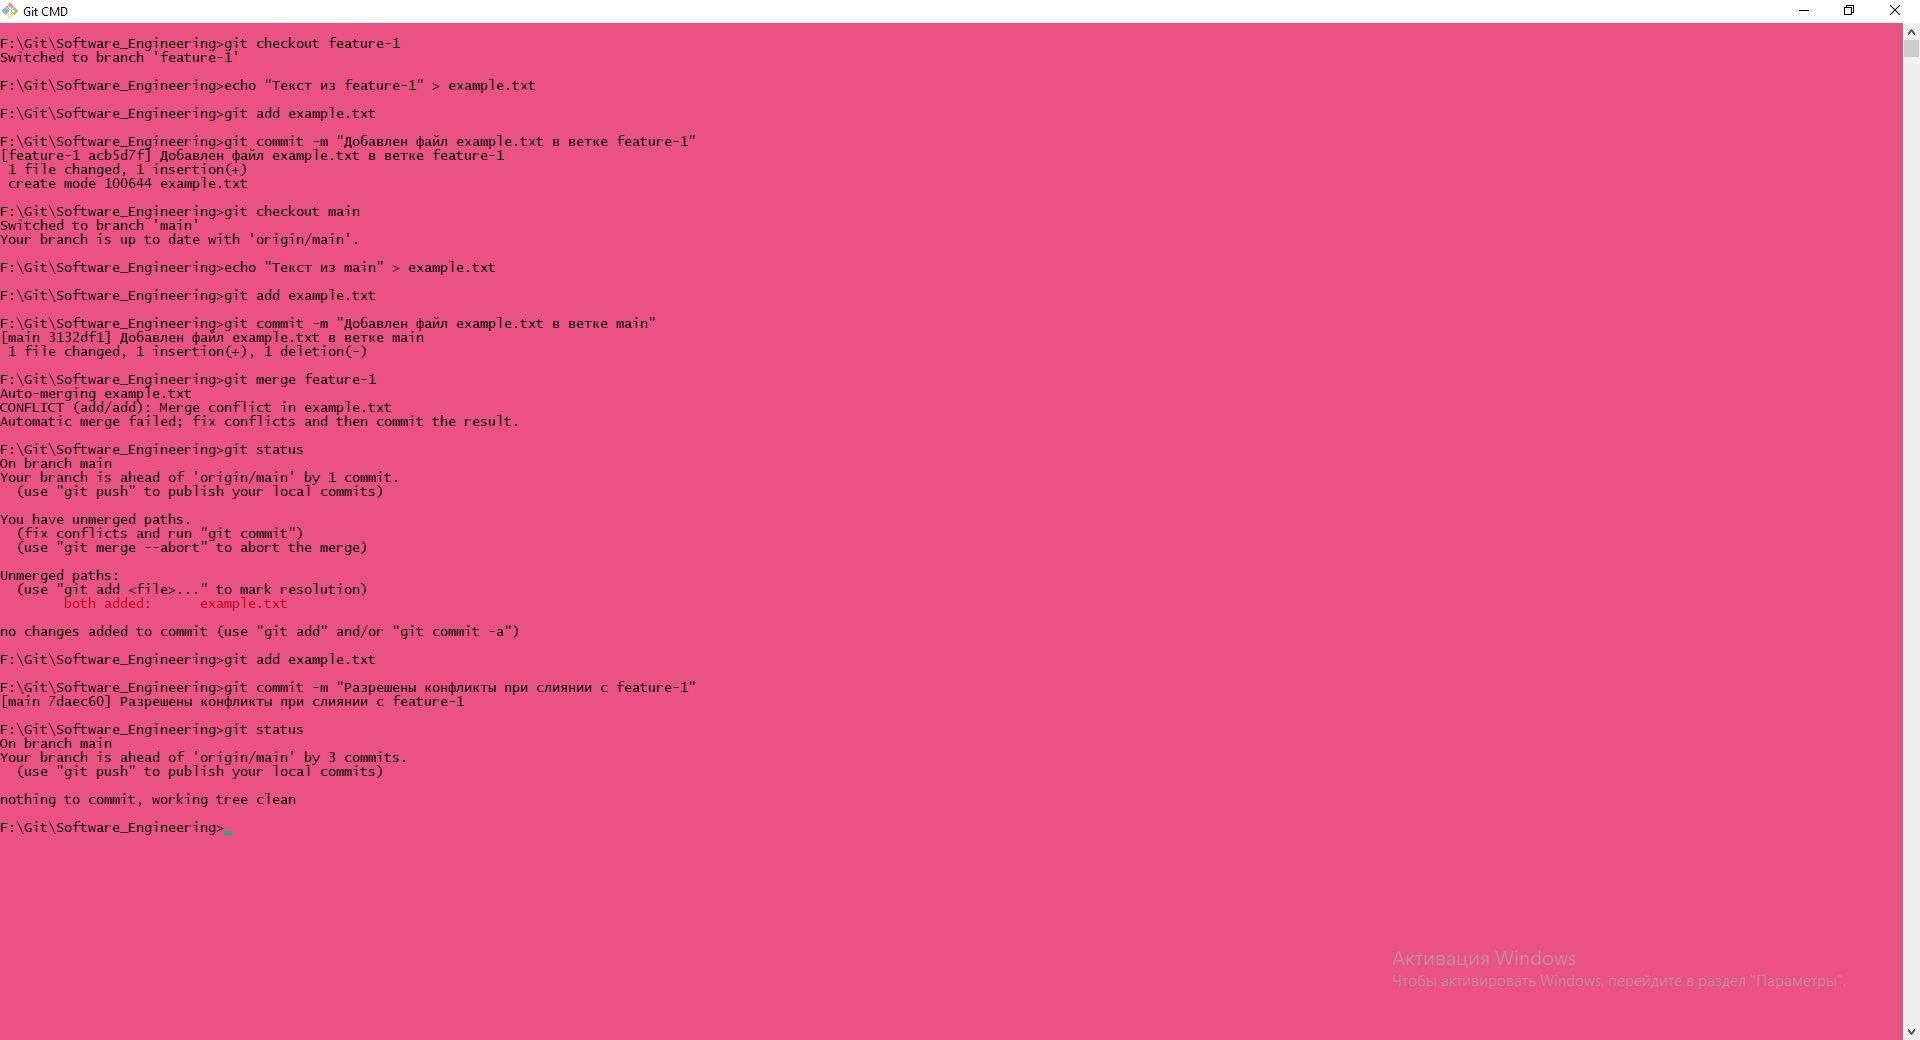 Git CMD
F:\Git\Software_Engineering>git checkout feature-1
Switched to branch 'feature-1'
F:\Git\Software_Engineering>echo "Текст из feature-1" > example.txt
F:\Git\Software_Engineering>git add example.txt
F:\Git\Software_Engineering>git commit -m "Добавлен файл example.txt в ветке feature-1"
[feature-1 acb5d7f] Добавлен файл example.txt в ветке feature-1
 1 file changed, 1 insertion(+)
 create mode 100644 example.txt
F:\Git\Software_Engineering>git checkout main
Switched to branch 'main'
Your branch is up to date with 'origin/main'.
F:\Git\Software_Engineering>echo "Текст из main" > example.txt
F:\Git\Software_Engineering>git add example.txt
F:\Git\Software_Engineering>git commit -m "Добавлен файл example.txt в ветке main"
[main 3132df1] Добавлен файл example.txt в ветке main
 1 file changed, 1 insertion(+), 1 deletion(-)
F:\Git\Software_Engineering>git merge feature-1
Auto-merging example.txt
CONFLICT (add/add): Merge conflict in example.txt
Automatic merge failed; fix conflicts and then commit the result.
F:\Git\Software_Engineering>git status
On branch main
Your branch is ahead of 'origin/main' by 1 commit.
  (use "git push" to publish your local commits)
You have unmerged paths.
  (fix conflicts and run "git commit")
  (use "git merge --abort" to abort the merge)
Unmerged paths:
  (use "git add <file>..." to mark resolution)
        both added:      example.txt
no changes added to commit (use "git add" and/or "git commit -a")
F:\Git\Software_Engineering>git add example.txt
F:\Git\Software_Engineering>git commit -m "Разрешены конфликты при слиянии с feature-1"
[main 7daec60] Разрешены конфликты при слиянии с feature-1
F:\Git\Software_Engineering>git status
On branch main
Your branch is ahead of 'origin/main' by 3 commits.
  (use "git push" to publish your local commits)
nothing to commit, working tree clean
F:\Git\Software_Engineering>
Активация Windows
Чтобы активировать Windows, перейдите в раздел "Параметры".